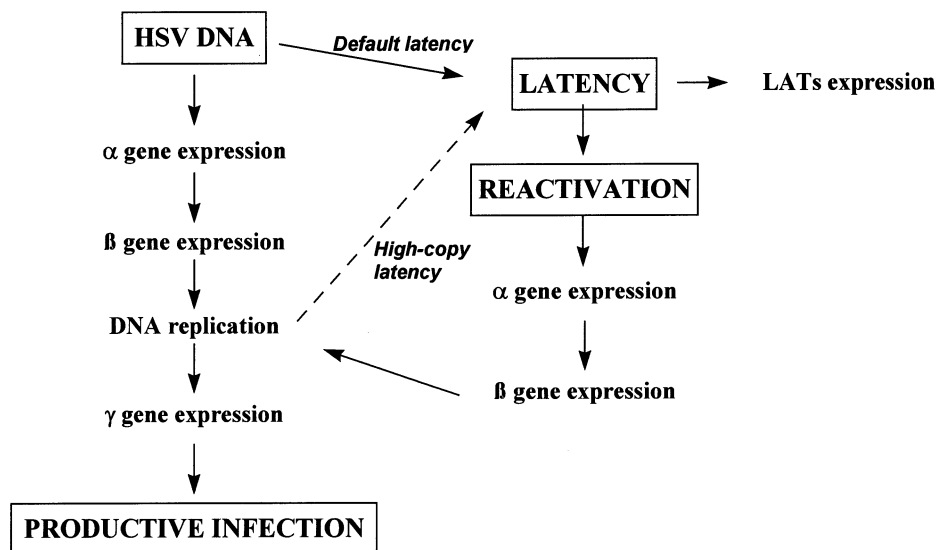 HSV DNA
Default latency
LATENCY
LATs expression
α gene expression
REACTIVATION
ß gene expression
High-copy
latency
α gene expression
DNA replication
ß gene expression
γ gene expression
PRODUCTIVE INFECTION